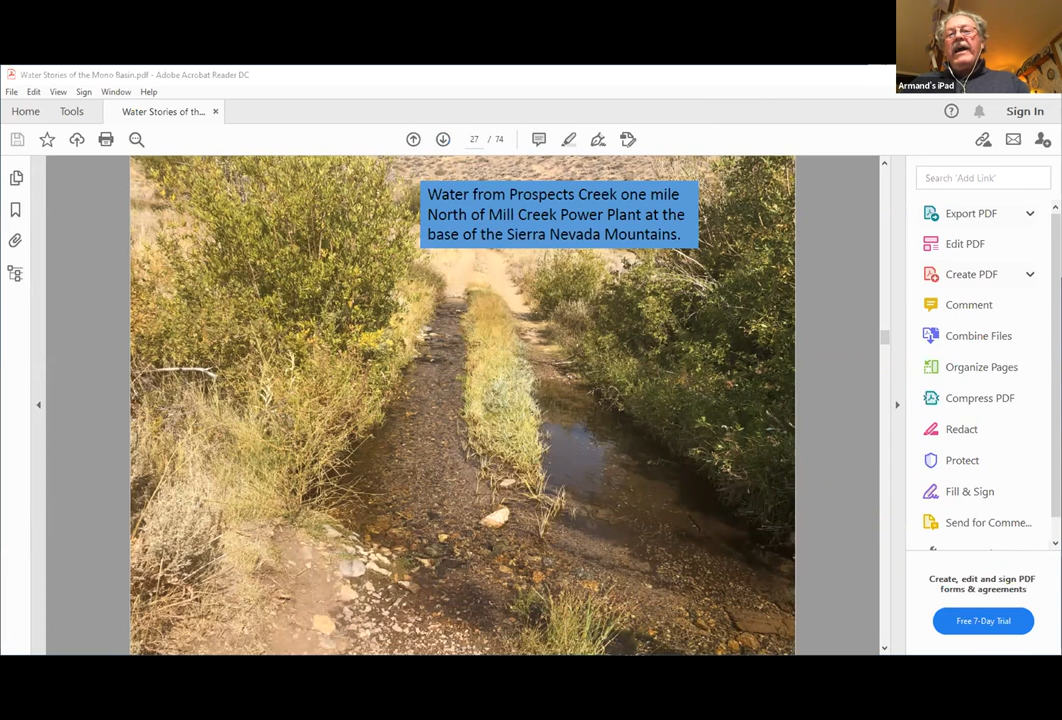 Armand's iPad
Water Stories of the Mono Basin.pdf - Adobe Acrobat Reader DC
File Edit View Sign Window Help
Home Tools Water Stories of th... × Sign In
27 / 74
Water from Prospects Creek one mile
North of Mill Creek Power Plant at the
base of the Sierra Nevada Mountains.
Search 'Add Link'
Export PDF
Edit PDF
Create PDF
Comment
Combine Files
Organize Pages
Compress PDF
Redact
Protect
Fill & Sign
Send for Comme...
Create, edit and sign PDF
forms & agreements
Free 7-Day Trial